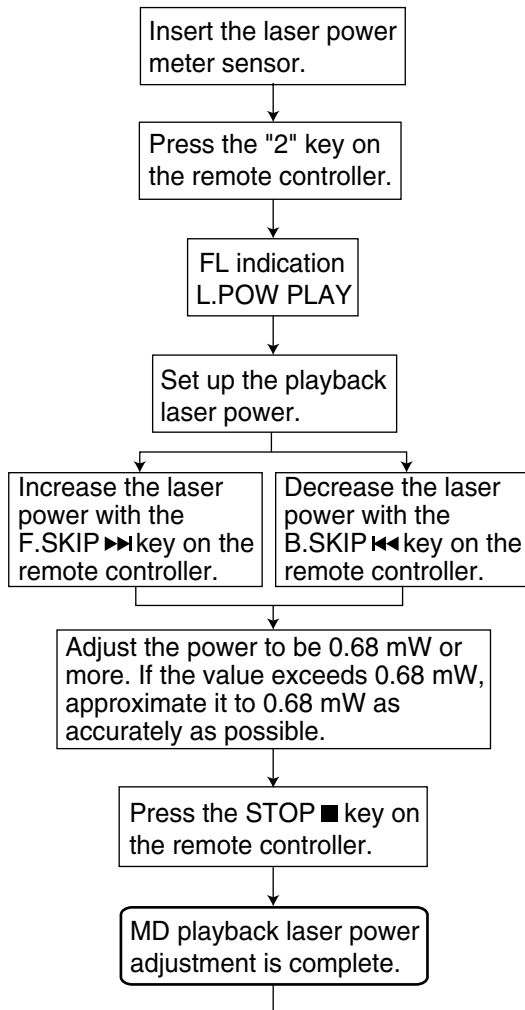 Insert the laser power
meter sensor.
Press the "2" key on
the remote controller.
FL indication
L.POW PLAY
Set up the playback
laser power.
Increase the laser
power with the
F.SKIP ⏭ key on the
remote controller.
Decrease the laser
power with the
B.SKIP ⏮ key on the
remote controller.
Adjust the power to be 0.68 mW or
more. If the value exceeds 0.68 mW,
approximate it to 0.68 mW as
accurately as possible.
Press the STOP ■ key on
the remote controller.
MD playback laser power
adjustment is complete.